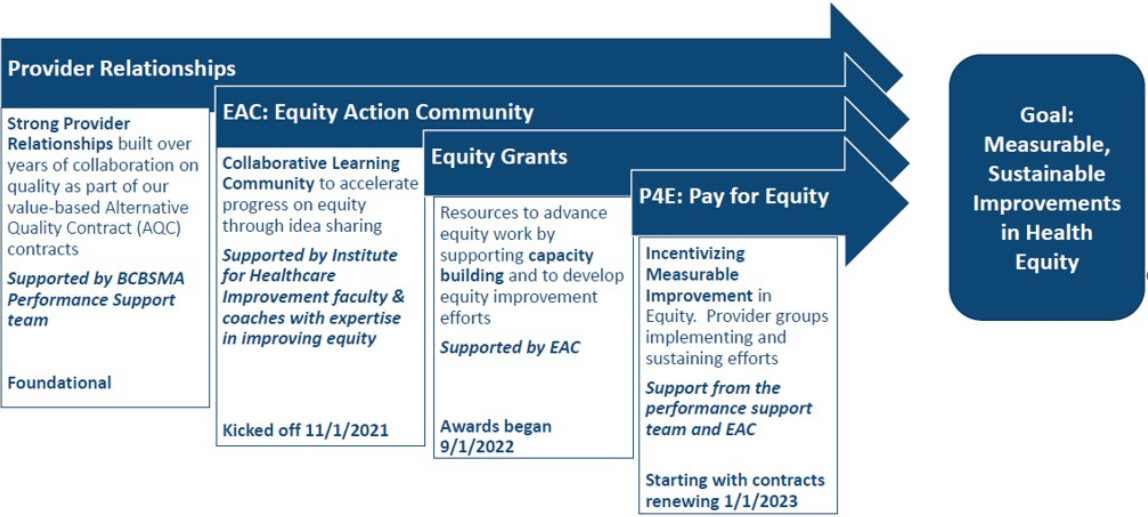 Provider Relationships
Strong Provider
Relationships built over
years of collaboration on
quality as part of our
value-based Alternative
Quality Contract (AQC)
contracts
Supported by BCBSMA
Performance Support
team
Foundational
EAC: Equity Action Community
Collaborative Learning
Community to accelerate
progress on equity
through idea sharing
Supported by Institute
for Healthcare
Improvement faculty &
coaches with expertise
in improving equity
Kicked off 11/1/2021
Equity Grants
Resources to advance
equity work by
supporting capacity
building and to develop
equity improvement
efforts
Supported by EAC
Awards began
9/1/2022
P4E: Pay for Equity
Incentivizing
Measurable
Improvement in
Equity. Provider groups
implementing and
sustaining efforts
Support from the
performance support
team and EAC
Starting with contracts
renewing 1/1/2023
Goal:
Measurable,
Sustainable
Improvements
in Health
Equity